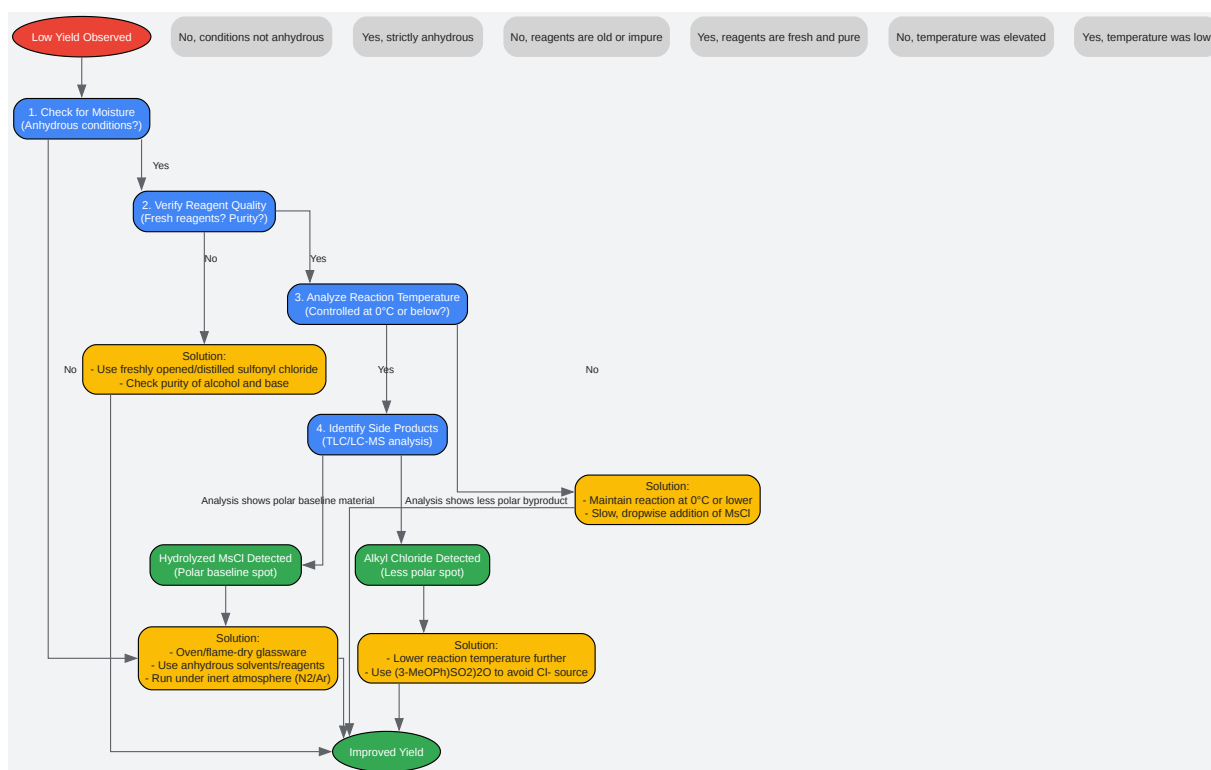 Low Yield Observed
No, conditions not anhydrous
Yes, strictly anhydrous
No, reagents are old or impure
Yes, reagents are fresh and pure
No, temperature was elevated
Yes, temperature was low
1. Check for Moisture
(Anhydrous conditions?)
Yes
2. Verify Reagent Quality
(Fresh reagents? Purity?)
No
Yes
3. Analyze Reaction Temperature
(Controlled at 0°C or below?)
Solution:
- Use freshly opened/distilled sulfonyl chloride
- Check purity of alcohol and base
No
Yes
No
4. Identify Side Products
(TLC/LC-MS analysis)
Analysis shows polar baseline material
Analysis shows less polar byproduct
Solution:
- Maintain reaction at 0°C or lower
- Slow, dropwise addition of MsCl
Hydrolyzed MsCl Detected
(Polar baseline spot)
Alkyl Chloride Detected
(Less polar spot)
Solution:
- Oven/flame-dry glassware
- Use anhydrous solvents/reagents
- Run under inert atmosphere (N2/Ar)
Solution:
- Lower reaction temperature further
- Use (3-MeOPh)SO2)2O to avoid Cl- source
Improved Yield